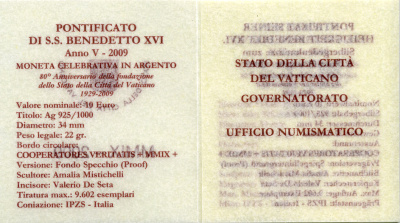 PONTIFICATO
DI S.S. BENEDETTO XVI
Anno V - 2009
MONETA CELEBRATIVA IN ARGENTO
80° Anniversario della fondazione
dello Stato della Città del Vaticano
1929-2009
Valore nominale: 10 Euro
Titolo: Ag 925/1000
Diametro: 34 mm
Peso legale: 22 gr.
Bordo circolare:
COOPERATORES VERITATIS = MMIX +
Versione: Fondo Specchio (Proof)
Scultore: Amalia Mistichelli
Incisore: Valerio De Seta
Tiratura max.: 9.602 esemplari
Coniazione: IPZS - Italia
STATO DELLA CITTÀ
DEL VATICANO
GOVERNATORATO
UFFICIO NUMISMATICO